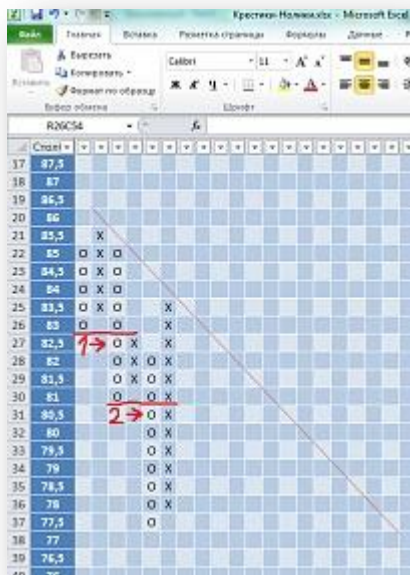 Крестики-Нолики.xlsx - Microsoft Excel
Файл Главная Вставка Разметка страницы Формулы Данные
Вырезать
Копировать
Формат по образцу
Вставить
Буфер обмена
Calibri 11
Ж К Ч
Шрифт
R26C54 fx
Столб
17 87,5
18 87
19 86,5
20 86
21 85,5 X
22 85 O X O
23 84,5 O X O
24 84 O X O
25 83,5 O X O X
26 83 O O X
27 82,5 1→ O X X
28 82 O X O X
29 81,5 O X O X
30 81 O O X
31 80,5 2→ O X
32 80 O X
33 79,5 O X
34 79 O X
35 78,5 O X
36 78 O X
37 77,5 O
38 77
39 76,5